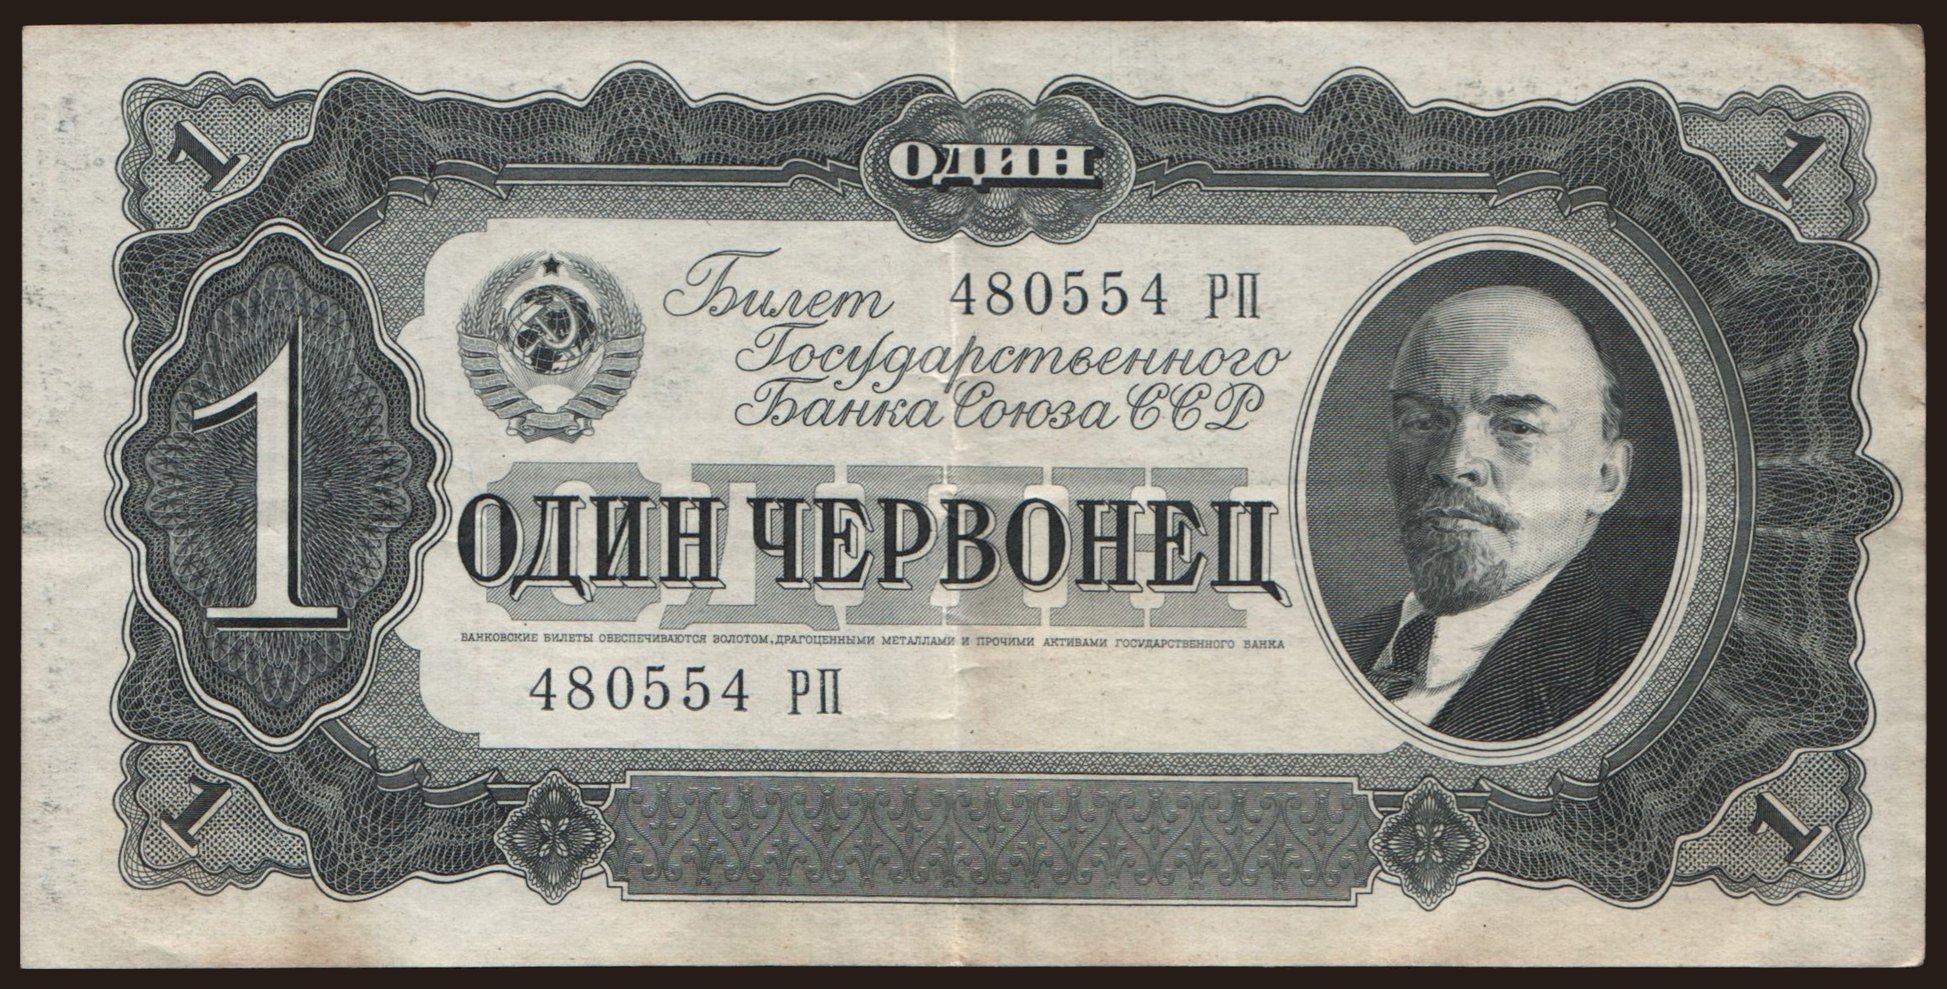 1
ОДИН
1
1
Билет 480554 РП
Государственного
Банка Союза ССР
ОДИН
ОДИН ЧЕРВОНЕЦ
БАНКОВСКИЕ БИЛЕТЫ ОБЕСПЕЧИВАЮТСЯ ЗОЛОТОМ, ДРАГОЦЕННЫМИ МЕТАЛЛАМИ И ПРОЧИМИ АКТИВАМИ ГОСУДАРСТВЕННОГО БАНКА
480554 РП
1
1